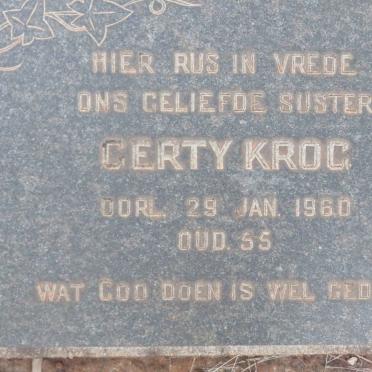 HIER RUS IN VREDE
ONS GELIEFDE SUSTER
GERTY KROG
OORL. 29 JAN. 1960
OUD. 55
WAT GOD DOEN IS WEL GED